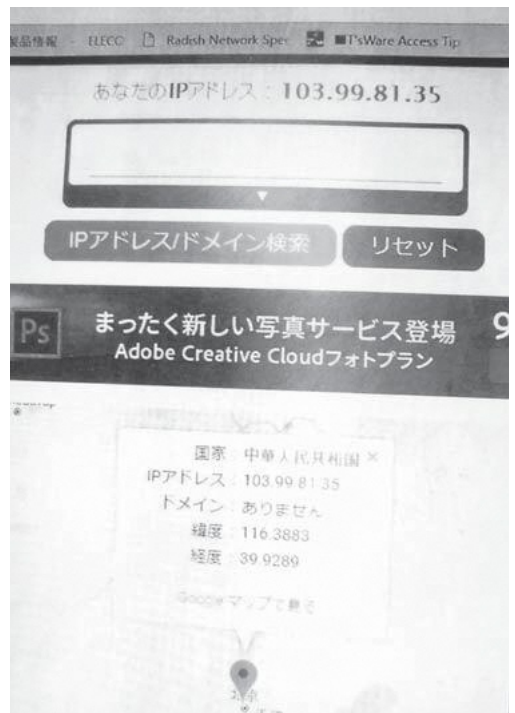 製品情報 - ELECC Radish Network Spe T'sWare Access Tip
あなたのIPアドレス : 103.99.81.35
▼
IPアドレス/ドメイン検索 リセット
Ps まったく新しい写真サービス登場 9
Adobe Creative Cloudフォトプラン
国家 : 中華人民共和国 ×
IPアドレス : 103.99.81.35
ドメイン : ありません
緯度 : 116.3883
経度 : 39.9289
Googleマップで見る
北京